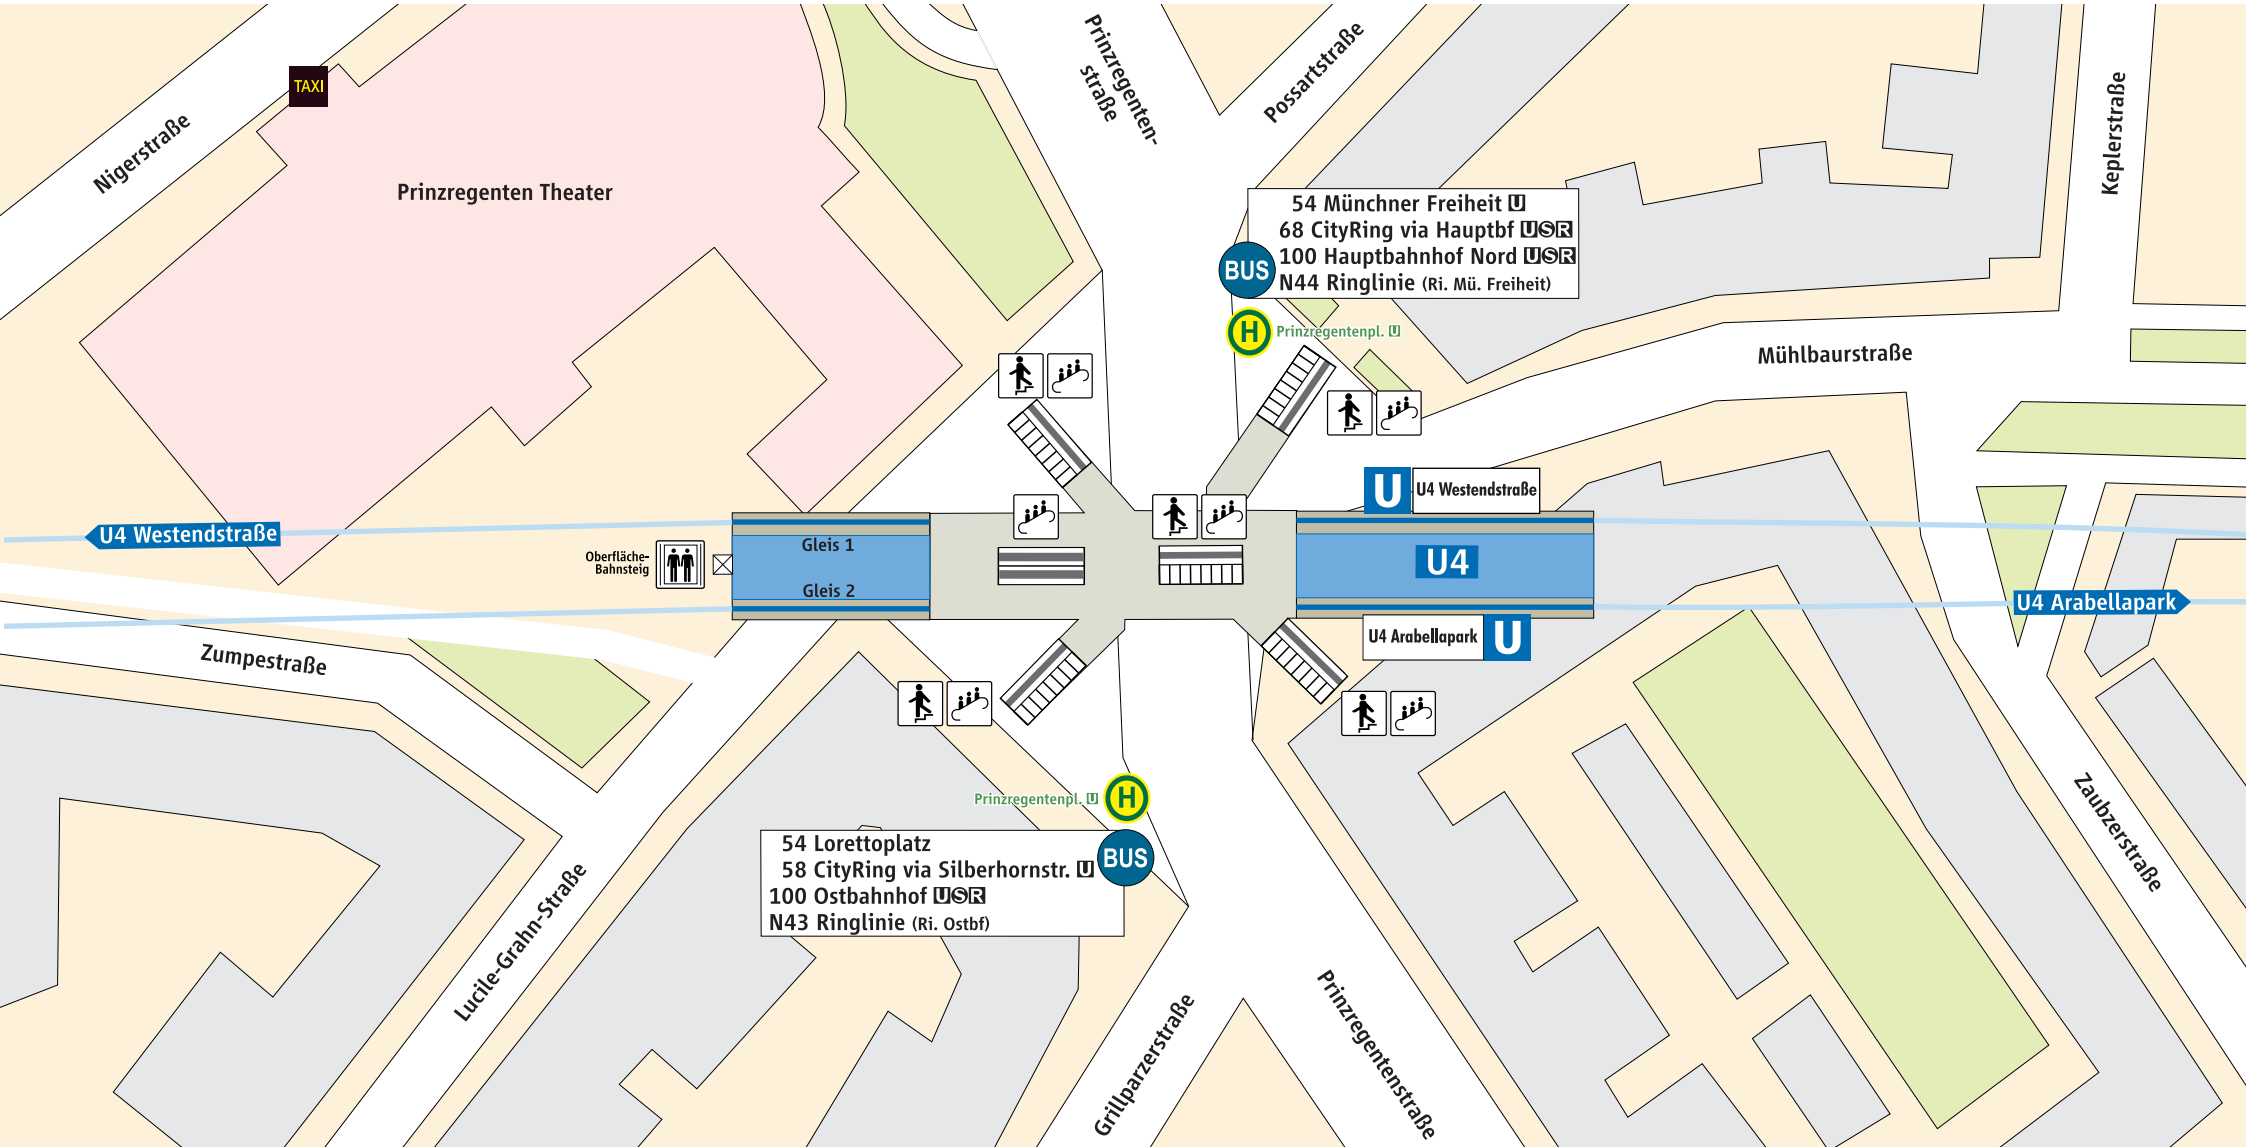 Prinzregenten-
straße
Possartstraße
Keplerstraße
TAXI
Nigerstraße
Prinzregenten Theater
54 Münchner Freiheit U
68 CityRing via Hauptbf USR
100 Hauptbahnhof Nord USR
N44 Ringlinie (Ri. Mü. Freiheit)
BUS
H Prinzregentenpl. U
Mühlbaurstraße
U U4 Westendstraße
U4 Westendstraße
Gleis 1
Oberfläche-
Bahnsteig
U4
Gleis 2
U4 Arabellapark
U4 Arabellapark U
Zumpestraße
Prinzregentenpl. U H
54 Lorettoplatz
58 CityRing via Silberhornstr. U
100 Ostbahnhof USR
N43 Ringlinie (Ri. Ostbf)
BUS
Zaubzerstraße
Lucile-Grahn-Straße
Grillparzerstraße
Prinzregentenstraße